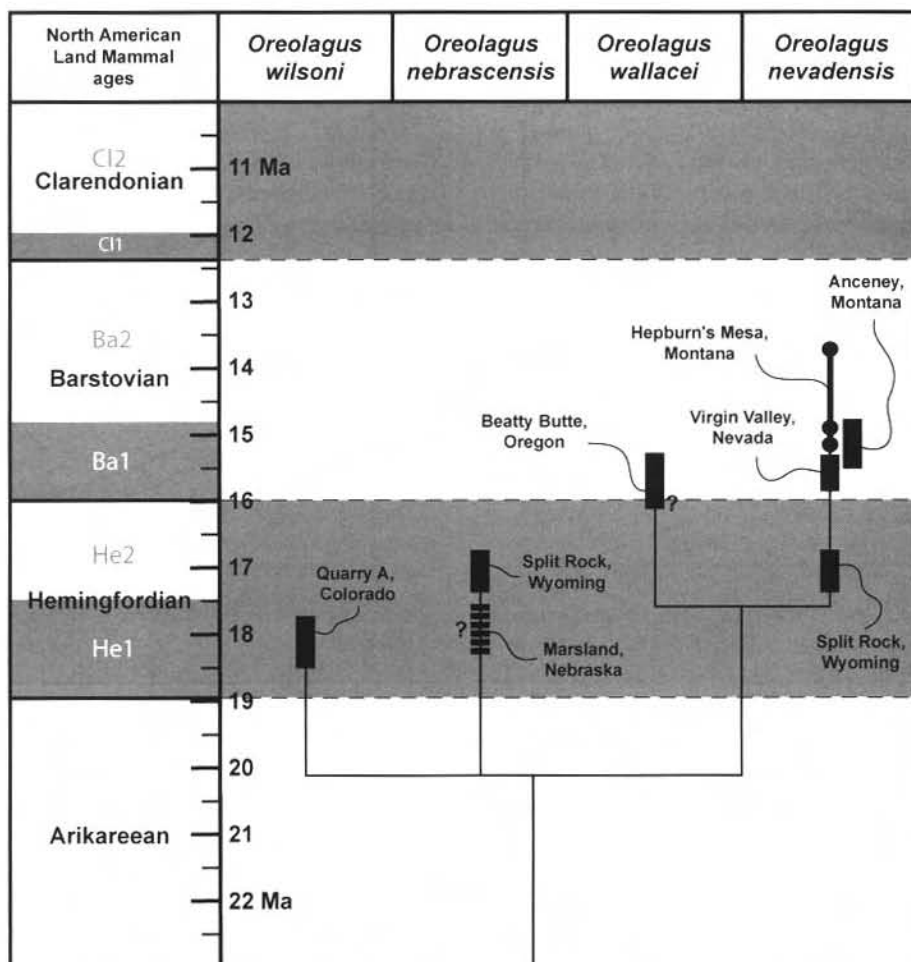 North American
Land Mammal
ages
Oreolagus
wilsoni
Oreolagus
nebrascensis
Oreolagus
wallacei
Oreolagus
nevadensis
Cl2
Clarendonian
Cl1
Ba2
Barstovian
Ba1
He2
Hemingfordian
He1
Arikareean
11 Ma
12
13
14
15
16
17
18
19
20
21
22 Ma
Quarry A,
Colorado
Split Rock,
Wyoming
?
Marsland,
Nebraska
Beatty Butte,
Oregon
?
Anceney,
Montana
Hepburn's Mesa,
Montana
Virgin Valley,
Nevada
Split Rock,
Wyoming